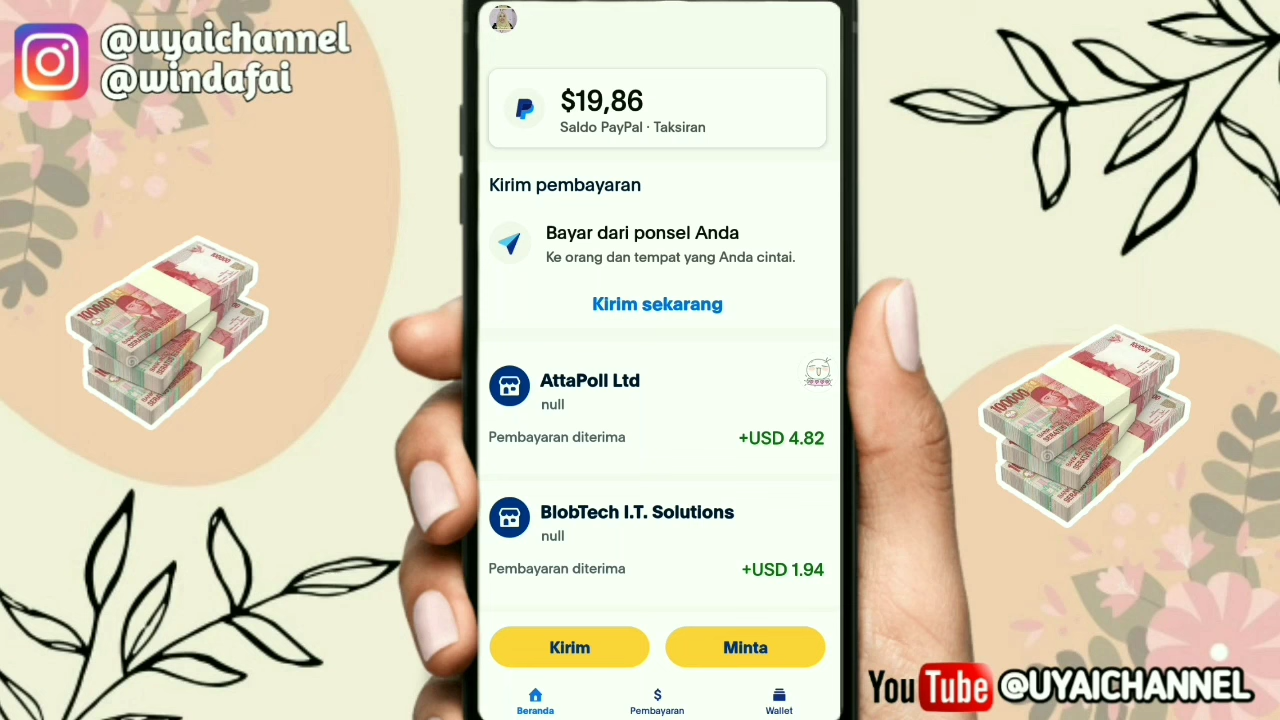 @uyaichannel
@windafai
$19,86
Saldo PayPal · Taksiran
Kirim pembayaran
Bayar dari ponsel Anda
Ke orang dan tempat yang Anda cintai.
Kirim sekarang
AttaPoll Ltd
null
Pembayaran diterima
+USD 4.82
BlobTech I.T. Solutions
null
Pembayaran diterima
+USD 1.94
Kirim
Minta
Beranda
Pembayaran
Wallet
100000
100000
YouTube @UYAICHANNEL